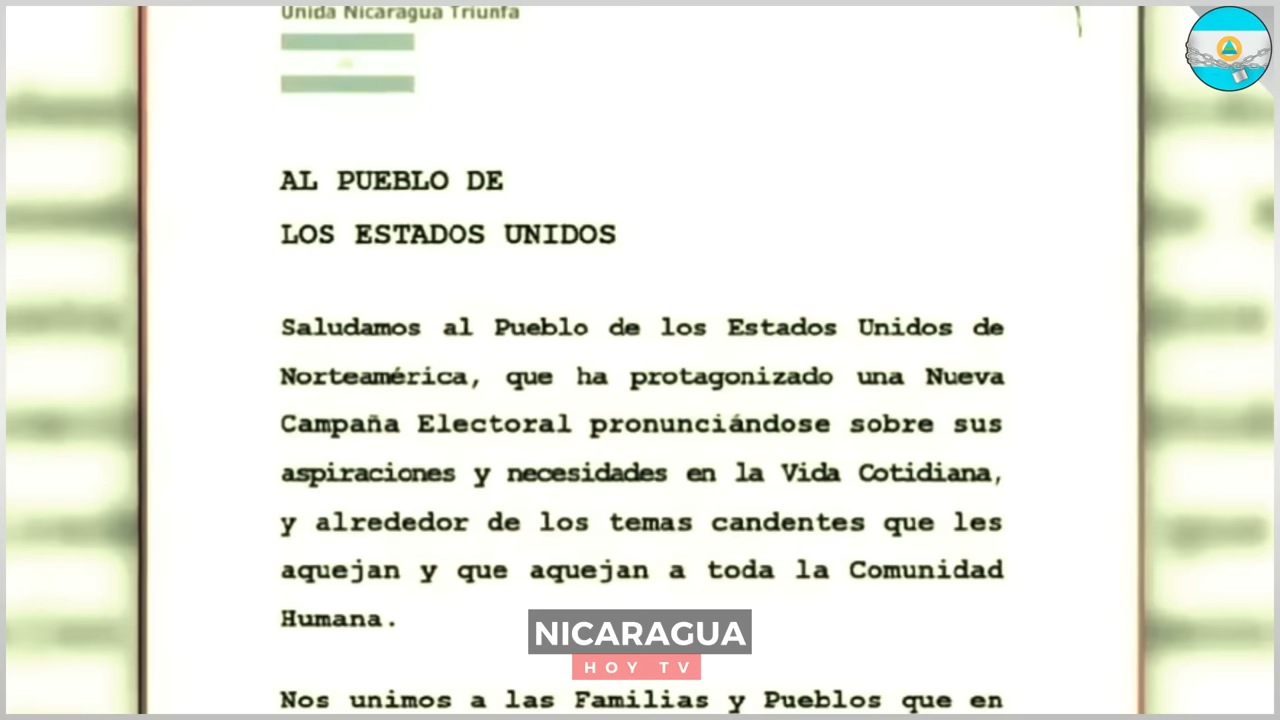 Unida Nicaragua Triunfa
AL PUEBLO DE
LOS ESTADOS UNIDOS
Saludamos al Pueblo de los Estados Unidos de
Norteamérica, que ha protagonizado una Nueva
Campaña Electoral pronunciándose sobre sus
aspiraciones y necesidades en la Vida Cotidiana,
y alrededor de los temas candentes que les
aquejan y que aquejan a toda la Comunidad
Humana.
Nos unimos a las Familias y Pueblos que en
NICARAGUA
HOY TV